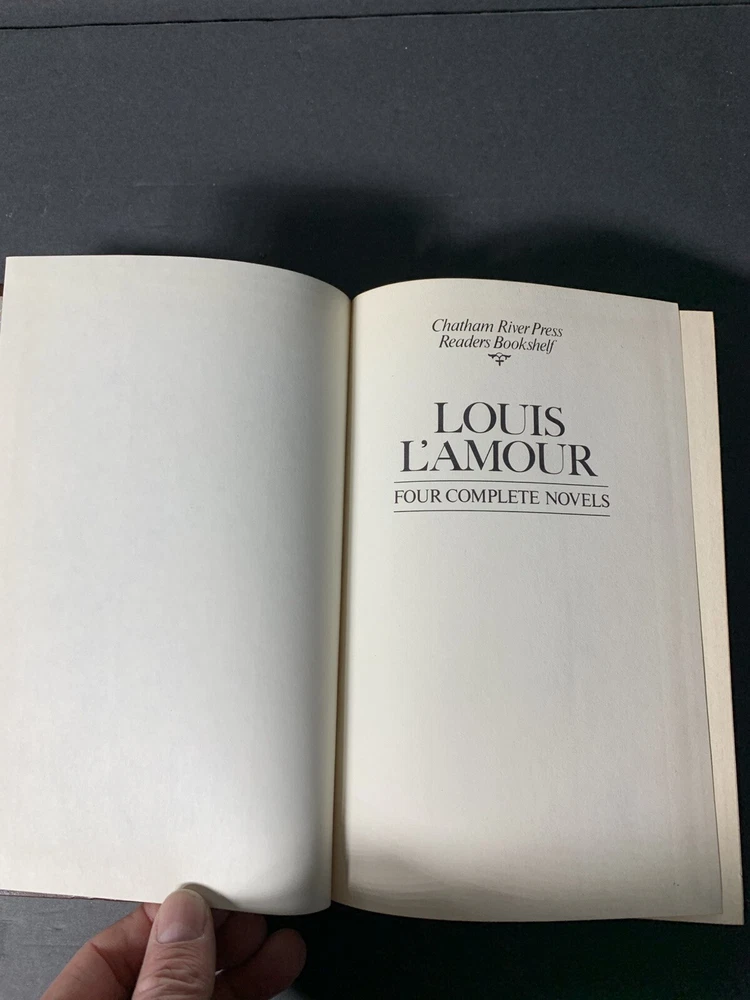 Chatham River Press
Readers Bookshelf
LOUIS
L'AMOUR
FOUR COMPLETE NOVELS